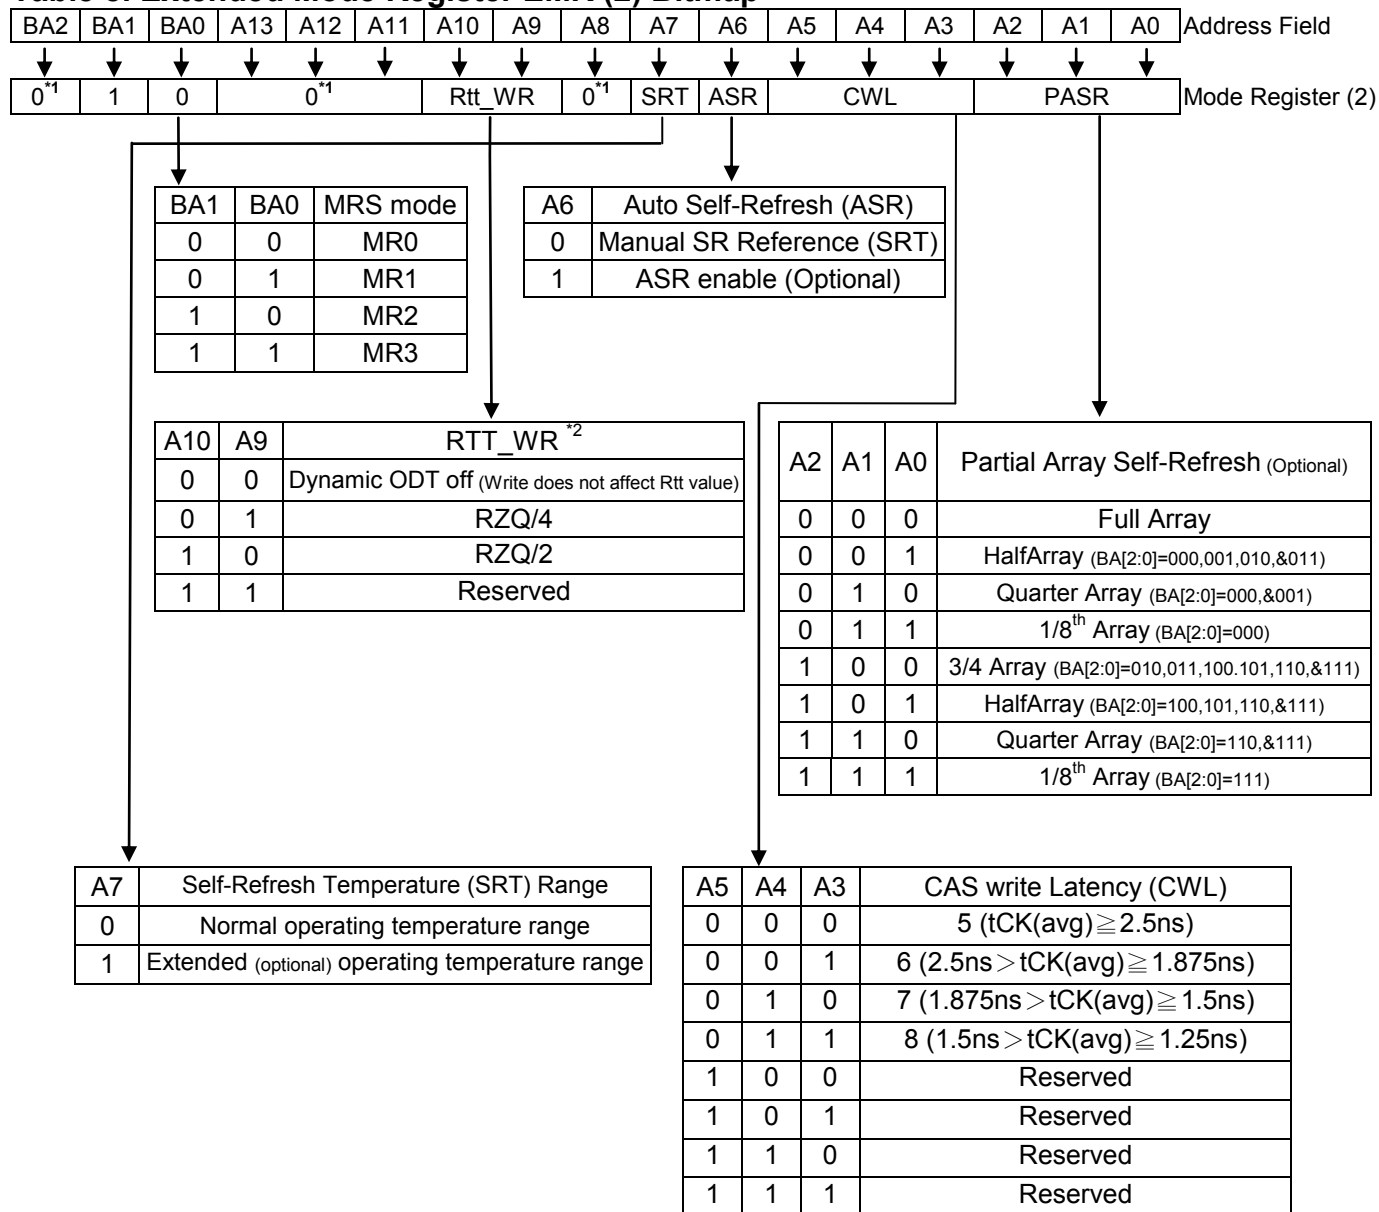 Table 8. Extended Mode Register EMR (2) Bitmap
BA2 BA1 BA0 A13 A12 A11 A10 A9 A8 A7 A6 A5 A4 A3 A2 A1 A0 Address Field
0*1 1 0 0*1 Rtt_WR 0*1 SRT ASR CWL PASR Mode Register (2)
BA1 BA0 MRS mode
0 0 MR0
0 1 MR1
1 0 MR2
1 1 MR3
A6 Auto Self-Refresh (ASR)
0 Manual SR Reference (SRT)
1 ASR enable (Optional)
A10 A9 RTT_WR *2
0 0 Dynamic ODT off (Write does not affect Rtt value)
0 1 RZQ/4
1 0 RZQ/2
1 1 Reserved
A2 A1 A0 Partial Array Self-Refresh (Optional)
0 0 0 Full Array
0 0 1 HalfArray (BA[2:0]=000,001,010,&011)
0 1 0 Quarter Array (BA[2:0]=000,&001)
0 1 1 1/8th Array (BA[2:0]=000)
1 0 0 3/4 Array (BA[2:0]=010,011,100.101,110,&111)
1 0 1 HalfArray (BA[2:0]=100,101,110,&111)
1 1 0 Quarter Array (BA[2:0]=110,&111)
1 1 1 1/8th Array (BA[2:0]=111)
A7 Self-Refresh Temperature (SRT) Range
0 Normal operating temperature range
1 Extended (optional) operating temperature range
A5 A4 A3 CAS write Latency (CWL)
0 0 0 5 (tCK(avg)≧2.5ns)
0 0 1 6 (2.5ns>tCK(avg)≧1.875ns)
0 1 0 7 (1.875ns>tCK(avg)≧1.5ns)
0 1 1 8 (1.5ns>tCK(avg)≧1.25ns)
1 0 0 Reserved
1 0 1 Reserved
1 1 0 Reserved
1 1 1 Reserved